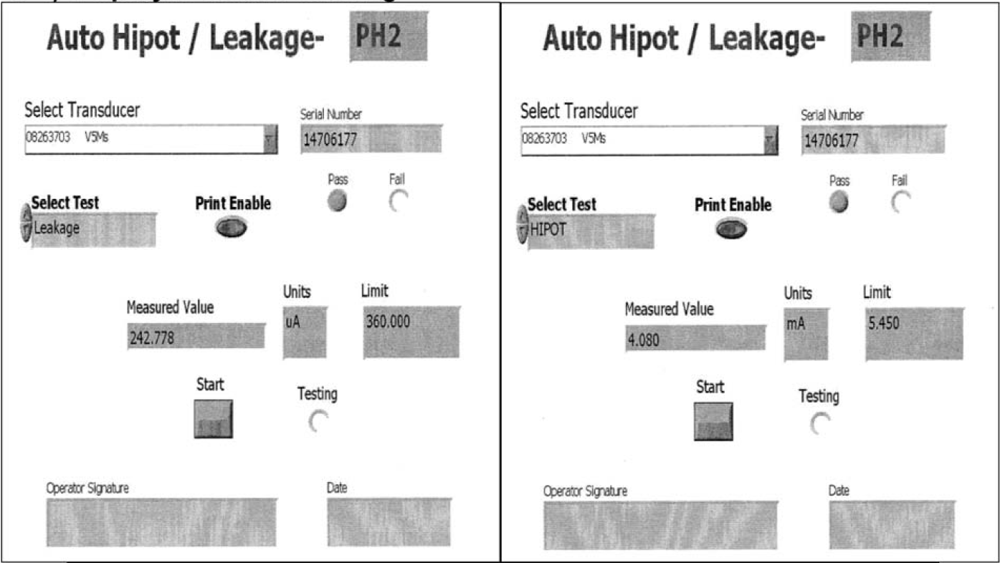 Auto Hipot / Leakage- PH2
Select Transducer
Serial Number
08263703 V5Ms
14706177
Pass Fail
Select Test
Print Enable
Leakage
Units Limit
Measured Value
uA 360.000
242.778
Start
Testing
Operator Signature
Date
Auto Hipot / Leakage- PH2
Select Transducer
Serial Number
08263703 V5Ms
14706177
Pass Fail
Select Test
Print Enable
HIPOT
Units Limit
Measured Value
mA 5.450
4.080
Start
Testing
Operator Signature
Date